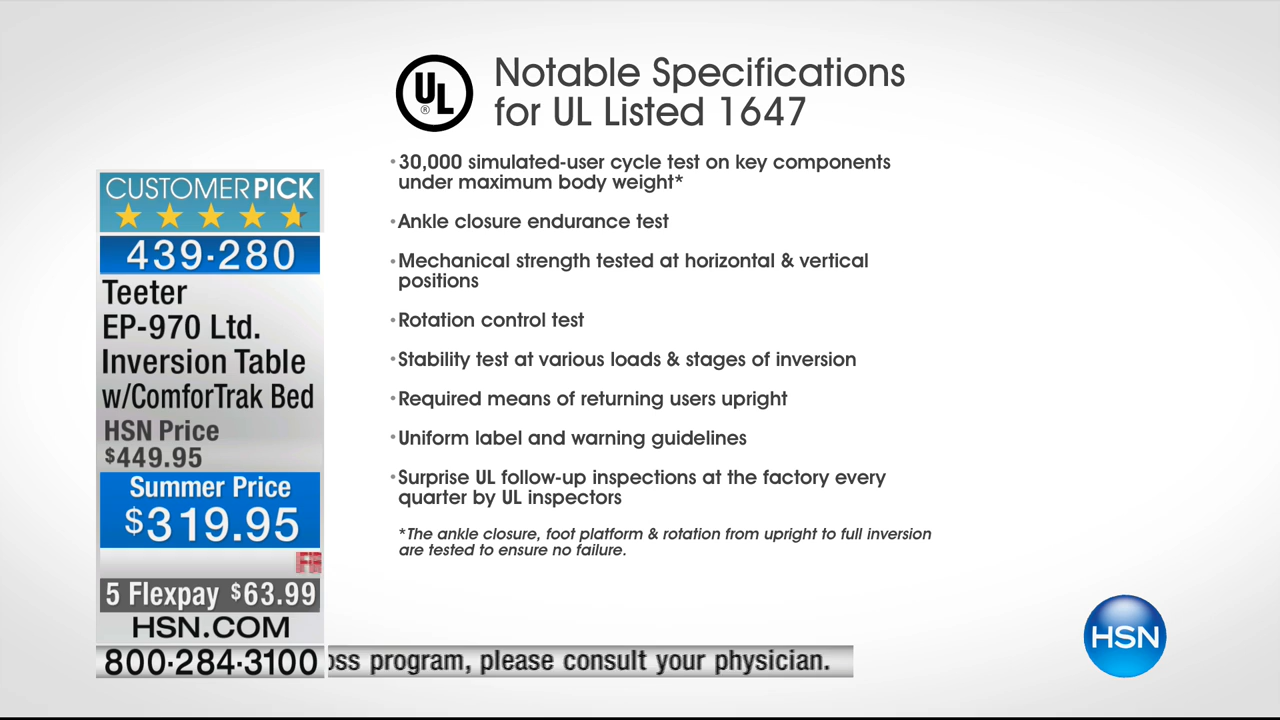 UL
®
Notable Specifications
for UL Listed 1647
•30,000 simulated-user cycle test on key components
under maximum body weight*
•Ankle closure endurance test
•Mechanical strength tested at horizontal & vertical
positions
•Rotation control test
•Stability test at various loads & stages of inversion
•Required means of returning users upright
•Uniform label and warning guidelines
•Surprise UL follow-up inspections at the factory every
quarter by UL inspectors
*The ankle closure, foot platform & rotation from upright to full inversion
are tested to ensure no failure.
CUSTOMER PICK
439·280
Teeter
EP-970 Ltd.
Inversion Table
w/ComforTrak Bed
HSN Price
$449.95
Summer Price
$319.95
5 Flexpay $63.99
HSN.COM
800·284·3100
program, please consult your physician.
HSN